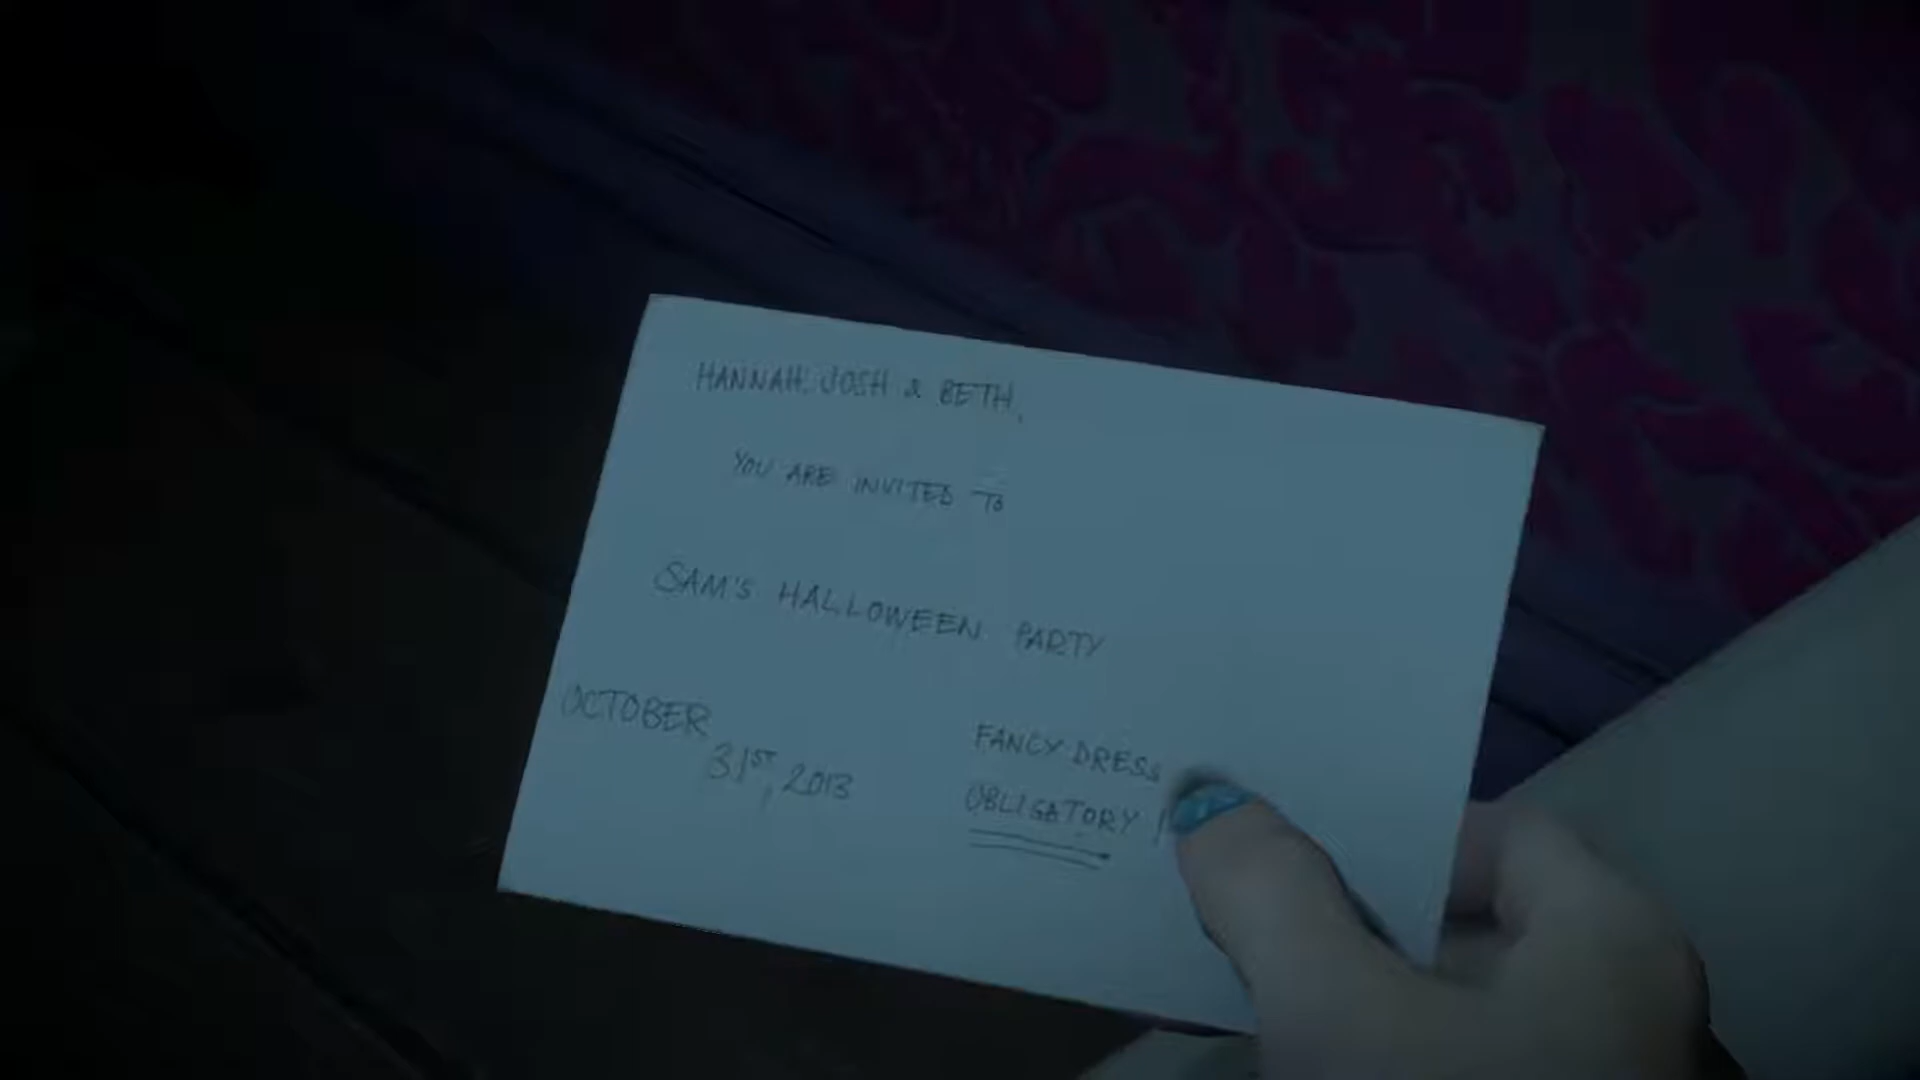 HANNAH, JOSH & BETH,
YOU ARE INVITED TO
SAM'S HALLOWEEN PARTY
OCTOBER
31ST, 2013
FANCY DRESS
OBLIGATORY !